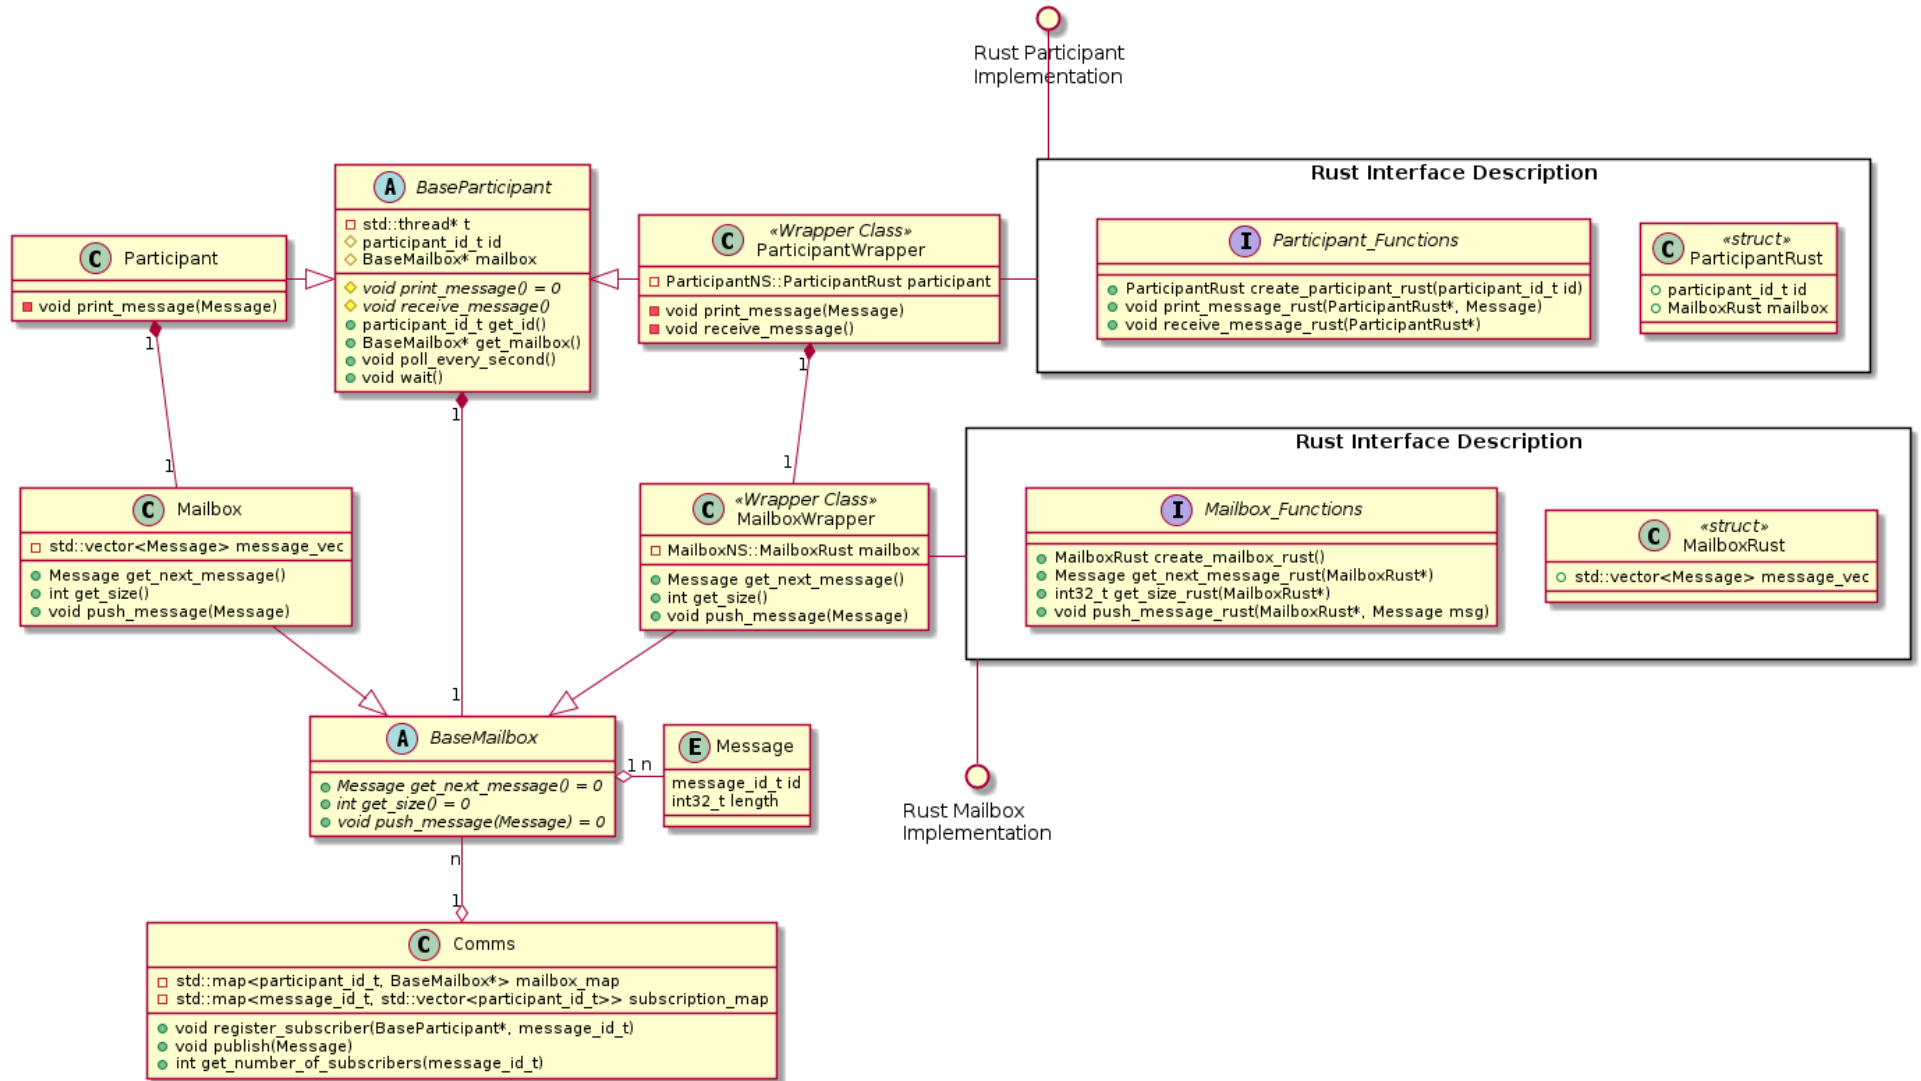 Rust Participant
Implementation
A BaseParticipant
std::thread* t
participant_id_t id
BaseMailbox* mailbox
void print_message() = 0
void receive_message()
participant_id_t get_id()
BaseMailbox* get_mailbox()
void poll_every_second()
void wait()
C Participant
void print_message(Message)
1
1
C «Wrapper Class»
ParticipantWrapper
ParticipantNS::ParticipantRust participant
void print_message(Message)
void receive_message()
1
1
Rust Interface Description
I Participant_Functions
ParticipantRust create_participant_rust(participant_id_t id)
void print_message_rust(ParticipantRust*, Message)
void receive_message_rust(ParticipantRust*)
C «struct»
ParticipantRust
participant_id_t id
MailboxRust mailbox
1
1
C Mailbox
std::vector<Message> message_vec
Message get_next_message()
int get_size()
void push_message(Message)
C «Wrapper Class»
MailboxWrapper
MailboxNS::MailboxRust mailbox
Message get_next_message()
int get_size()
void push_message(Message)
Rust Interface Description
I Mailbox_Functions
MailboxRust create_mailbox_rust()
Message get_next_message_rust(MailboxRust*)
int32_t get_size_rust(MailboxRust*)
void push_message_rust(MailboxRust*, Message msg)
C «struct»
MailboxRust
std::vector<Message> message_vec
A BaseMailbox
Message get_next_message() = 0
int get_size() = 0
void push_message(Message) = 0
1 n
E Message
message_id_t id
int32_t length
Rust Mailbox
Implementation
n
1
C Comms
std::map<participant_id_t, BaseMailbox*> mailbox_map
std::map<message_id_t, std::vector<participant_id_t>> subscription_map
void register_subscriber(BaseParticipant*, message_id_t)
void publish(Message)
int get_number_of_subscribers(message_id_t)